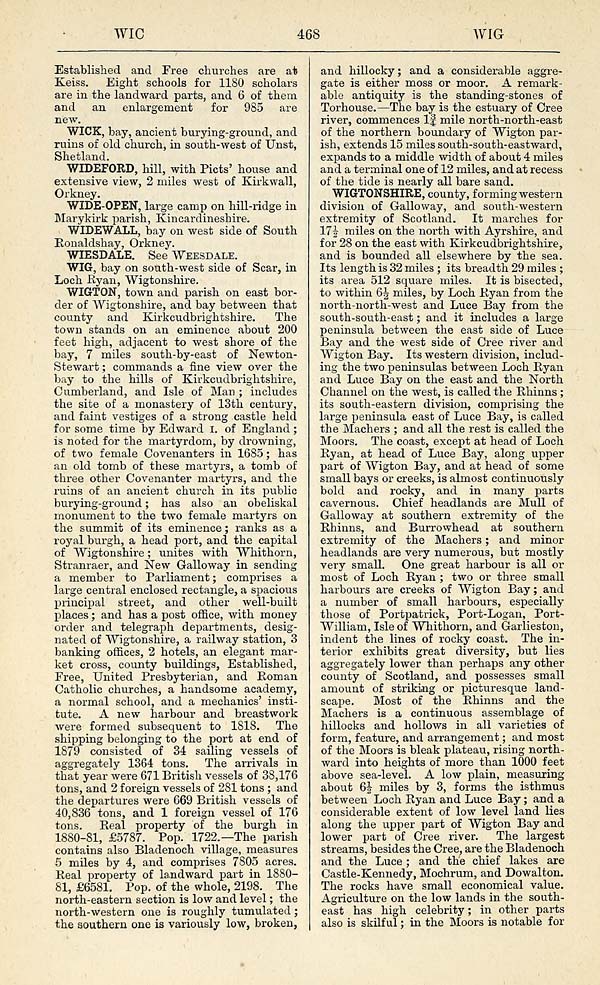 WIC
468
WIG
Established and Free churches are at
Keiss. Eight schools for 1180 scholars
are in the landward parts, and 6 of them
and an enlargement for 985 are
new.
WICK, bay, ancient burying-ground, and
ruins of old church, in south-west of Unst,
Shetland.
WIDEFORD, hill, with Picts' house and
extensive view, 2 miles west of Kirkwall,
Orkney.
WIDE-OPEN, large camp on hill-ridge in
Marykirk parish, Kincardineshire.
WIDEWALL, bay on west side of South
Ronaldshay, Orkney.
WIESDALE. See WEESDALE.
WIG, bay on south-west side of Scar, in
Loch Ryan, Wigtonshire.
WIGTON, town and parish on east bor-
der of Wigtonshire, and bay between that
county and Kirkcudbrightshire. The
town stands on an eminence about 200
feet high, adjacent to west shore of the
bay, 7 miles south-by-east of Newton-
Stewart; commands a fine view over the
bay to the hills of Kirkcudbrightshire,
Cumberland, and Isle of Man; includes
the site of a monastery of 13th century,
and faint vestiges of a strong castle held
for some time by Edward I. of England;
is noted for the martyrdom, by drowning,
of two female Covenanters in 1685; has
an old tomb of these martyrs, a tomb of
three other Covenanter martyrs, and the
ruins of an ancient church in its public
burying-ground; has also an obeliskal
monument to the two female martyrs on
the summit of its eminence; ranks as a
royal burgh, a head port, and the capital
of Wigtonshire; unites with Whithorn,
Stranraer, and New Galloway in sending
a member to Parliament; comprises a
large central enclosed rectangle, a spacious
principal street, and other well-built
places; and has a post office, with money
order and telegraph departments, desig-
nated of Wigtonshire, a railway station, 3
banking offices, 2 hotels, an elegant mar-
ket cross, county buildings, Established,
Free, United Presbyterian, and Roman
Catholic churches, a handsome academy,
a normal school, and a mechanics' insti-
tute. A new harbour and breastwork
were formed subsequent to 1818. The
shipping belonging to the port at end of
1879 consisted of 34 sailing vessels of
aggregately 1364 tons. The arrivals in
that year were 671 British vessels of 38,176
tons, and 2 foreign vessels of 281 tons; and
the departures were 669 British vessels of
40,836 tons, and 1 foreign vessel of 176
tons. Real property of the burgh in
1880-81, £5787. Pop. 1722.—The parish
contains also Bladenoch village, measures
5 miles by 4, and comprises 7805 acres.
Real property of landward part in 1880-
81, £6581. Pop. of the whole, 2198. The
north-eastern section is low and level; the
north-western one is roughly tumulated;
the southern one is variously low, broken,
and hillocky; and a considerable aggre-
gate is either moss or moor. A remark-
able antiquity is the standing-stones of
Torhouse.—The bay is the estuary of Cree
river, commences 1¾ mile north-north-east
of the northern boundary of Wigton par-
ish, extends 15 miles south-south-eastward,
expands to a middle width of about 4 miles
and a terminal one of 12 miles, and at recess
of the tide is nearly all bare sand.
WIGTONSHIRE, county, forming western
division of Galloway, and south-western
extremity of Scotland. It marches for
17½ miles on the north with Ayrshire, and
for 28 on the east with Kirkcudbrightshire,
and is bounded all elsewhere by the sea.
Its length is 32 miles; its breadth 29 miles;
its area 512 square miles. It is bisected,
to within 6½ miles, by Loch Ryan from the
north-north-west and Luce Bay from the
south-south-east; and it includes a large
peninsula between the east side of Luce
Bay and the west side of Cree river and
Wigton Bay. Its western division, includ-
ing the two peninsulas between Loch Ryan
and Luce Bay on the east and the North
Channel on the west, is called the Rhinns;
its south-eastern division, comprising the
large peninsula east of Luce Bay, is called
the Machers; and all the rest is called the
Moors. The coast, except at head of Loch
Ryan, at head of Luce Bay, along upper
part of Wigton Bay, and at head of some
small bays or creeks, is almost continuously
bold and rocky, and in many parts
cavernous. Chief headlands are Mull of
Galloway at southern extremity of the
Rhinns, and Burrowhead at southern
extremity of the Machers; and minor
headlands are very numerous, but mostly
very small. One great harbour is all or
most of Loch Ryan; two or three small
harbours are creeks of Wigton Bay; and
a number of small harbours, especially
those of Portpatrick, Port-Logan, Port-
William, Isle of Whithorn, and Garlieston,
indent the lines of rocky coast. The in-
terior exhibits great diversity, but lies
aggregately lower than perhaps any other
county of Scotland, and possesses small
amount of striking or picturesque land-
scape. Most of the Rhinns and the
Machers is a continuous assemblage of
hillocks and hollows in all varieties of
form, feature, and arrangement; and most
of the Moors is bleak plateau, rising north-
ward into heights of more than 1000 feet
above sea-level. A low plain, measuring
about 6½ miles by 3, forms the isthmus
between Loch Ryan and Luce Bay; and a
considerable extent of low level land lies
along the upper part of Wigton Bay and
lower part of Cree river. The largest
streams, besides the Cree, are the Bladenoch
and the Luce; and the chief lakes are
Castle-Kennedy, Mochrum, and Dowalton.
The rocks have small economical value.
Agriculture on the low lands in the south-
east has high celebrity; in other parts
also is skilful; in the Moors is notable for